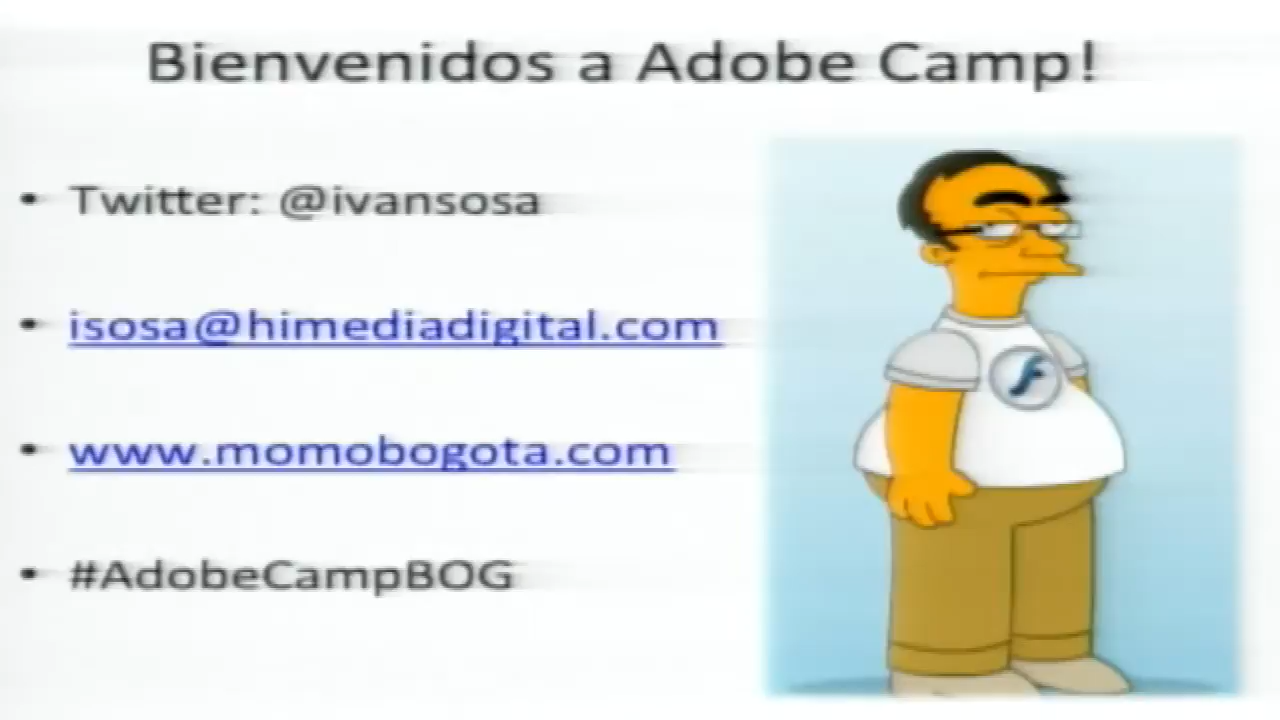 Bienvenidos a Adobe Camp!
• Twitter: @ivansosa
• isosa@himediadigital.com
• www.momobogota.com
• #AdobeCampBOG